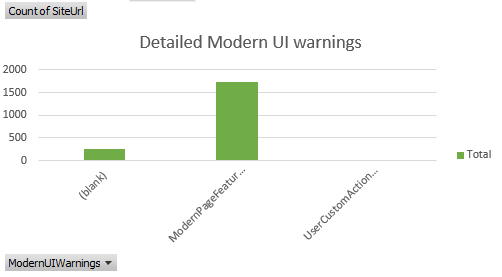 Count of SiteUrl
Detailed Modern UI warnings
2000
1500
1000
500
0
(blank)
ModernPageFeatur...
UserCustomAction...
Total
ModernUIWarnings